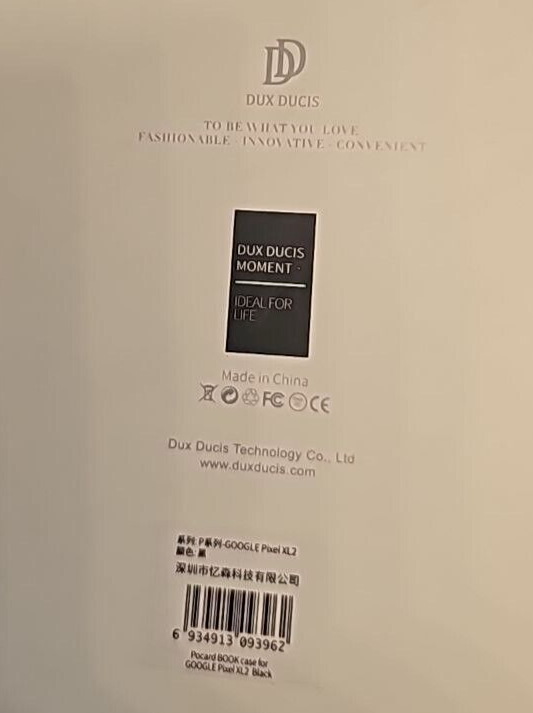 DD
DUX DUCIS
TO BE WHAT YOU LOVE
FASHIONABLE · INNOVATIVE · CONVENIENT
DUX DUCIS
MOMENT ·
IDEAL FOR
LIFE
Made in China
FC CE
Dux Ducis Technology Co., Ltd
www.duxducis.com
系列: P系列-GOOGLE Pixel XL2
颜色: 黑
深圳市忆森科技有限公司
6 934913 093962
Pocard BOOK case for
GOOGLE Pixel XL2 Black